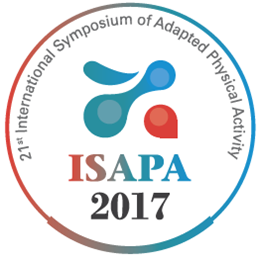 21st International Symposium of Adapted Physical Activity
ISAPA
2017